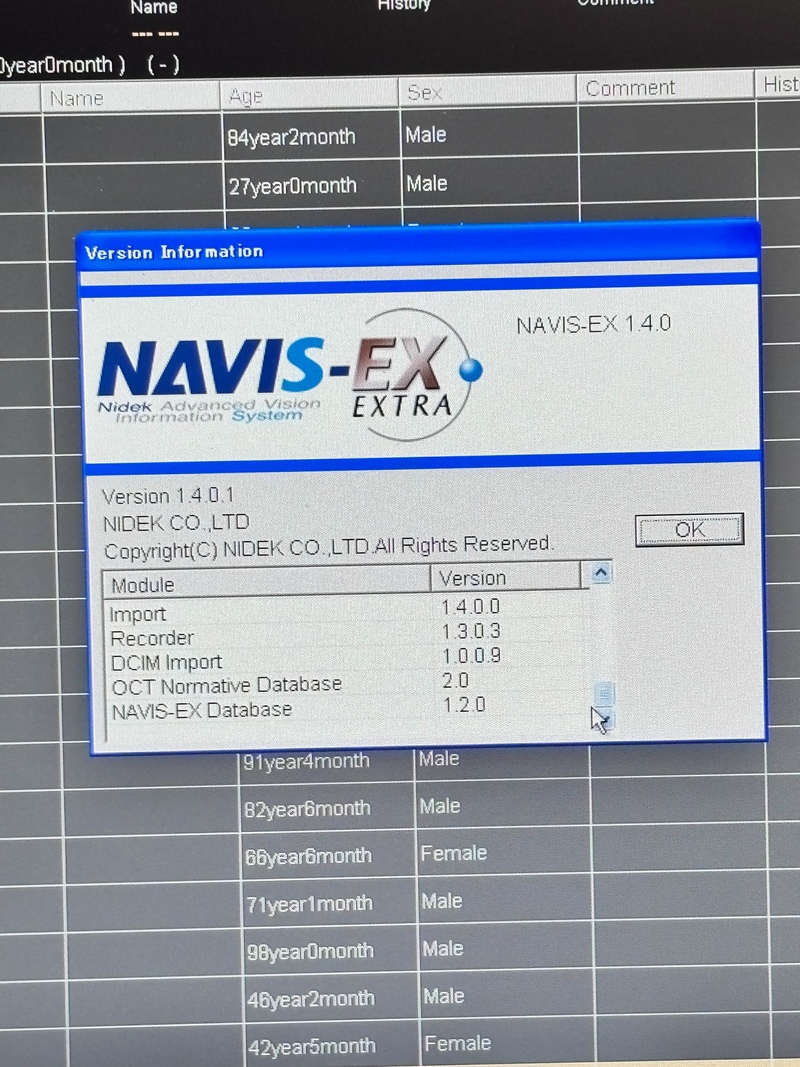 Name History
--- ---
year0month ) ( - )
Name Age Sex Comment Hist
84year2month Male
27year0month Male
Version Information
NAVIS-EX
EXTRA
Nidek Advanced Vision
Information System
NAVIS-EX 1.4.0
Version 1.4.0.1
NIDEK CO.,LTD
Copyright(C) NIDEK CO.,LTD.All Rights Reserved.
OK
Module Version
Import 1.4.0.0
Recorder 1.3.0.3
DCIM Import 1.0.0.9
OCT Normative Database 2.0
NAVIS-EX Database 1.2.0
91year4month Male
82year6month Male
66year6month Female
71year1month Male
98year0month Male
46year2month Male
42year5month Female